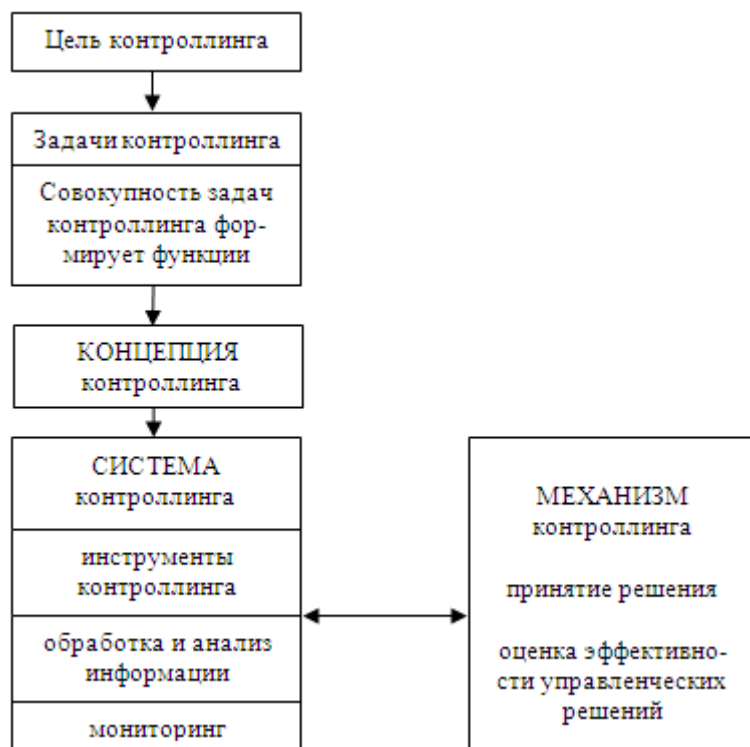 Цель контроллинга
Задачи контроллинга
Совокупность задач
контроллинга фор-
мирует функции
КОНЦЕПЦИЯ
контроллинга
СИСТЕМА
контроллинга
инструменты
контроллинга
обработка и анализ
информации
мониторинг
МЕХАНИЗМ
контроллинга
принятие решения
оценка эффективно-
сти управленческих
решений